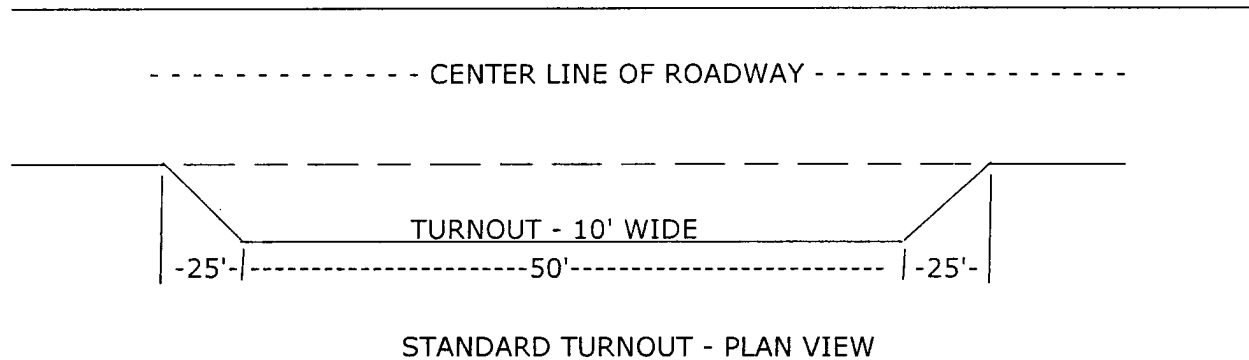 CENTER LINE OF ROADWAY
TURNOUT - 10' WIDE
-25'- 50' -25'-
STANDARD TURNOUT - PLAN VIEW